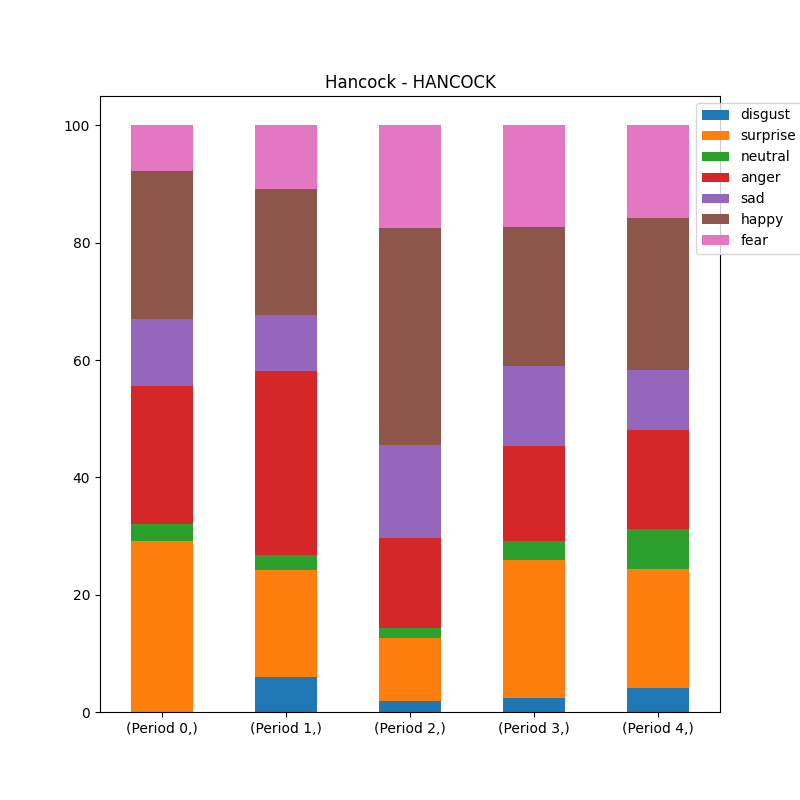 Hancock - HANCOCK
100
80
60
40
20
0
(Period 0,) (Period 1,) (Period 2,) (Period 3,) (Period 4,)
disgust
surprise
neutral
anger
sad
happy
fear